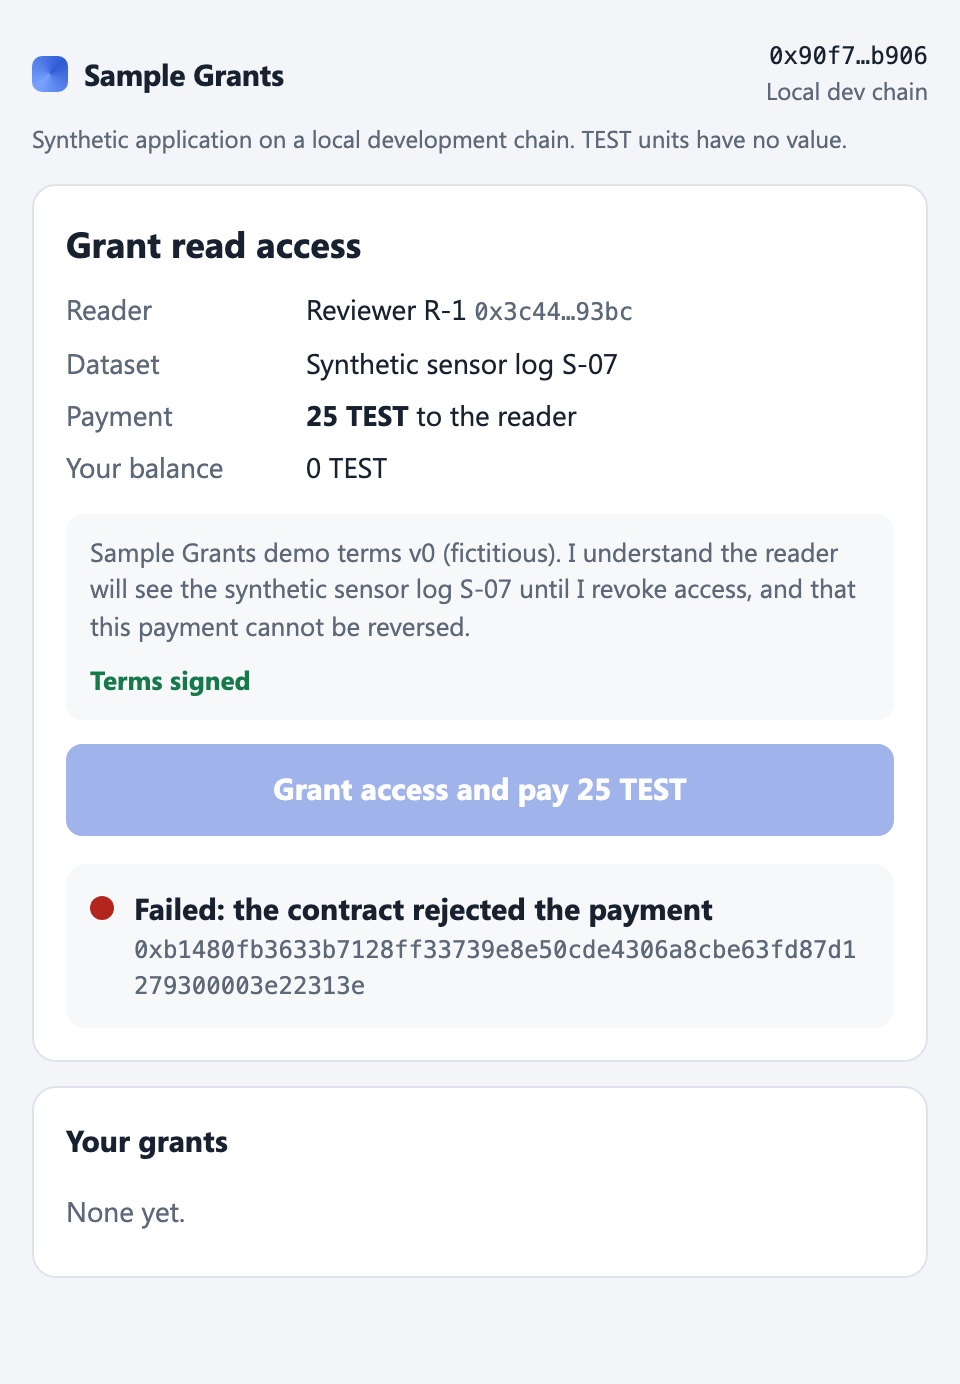 Sample Grants
0x90f7…b906
Local dev chain
Synthetic application on a local development chain. TEST units have no value.
Grant read access
Reader Reviewer R-1 0x3c44…93bc
Dataset Synthetic sensor log S-07
Payment 25 TEST to the reader
Your balance 0 TEST
Sample Grants demo terms v0 (fictitious). I understand the reader
will see the synthetic sensor log S-07 until I revoke access, and that
this payment cannot be reversed.
Terms signed
Grant access and pay 25 TEST
Failed: the contract rejected the payment
0xb1480fb3633b7128ff33739e8e50cde4306a8cbe63fd87d1
279300003e22313e
Your grants
None yet.